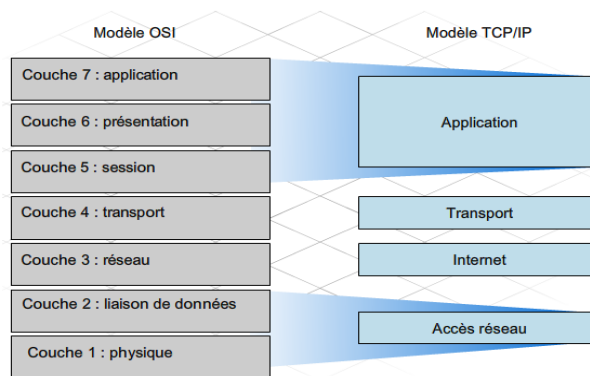 Modèle OSI
Modèle TCP/IP
Couche 7 : application
Couche 6 : présentation
Couche 5 : session
Couche 4 : transport
Couche 3 : réseau
Couche 2 : liaison de données
Couche 1 : physique
Application
Transport
Internet
Accès réseau